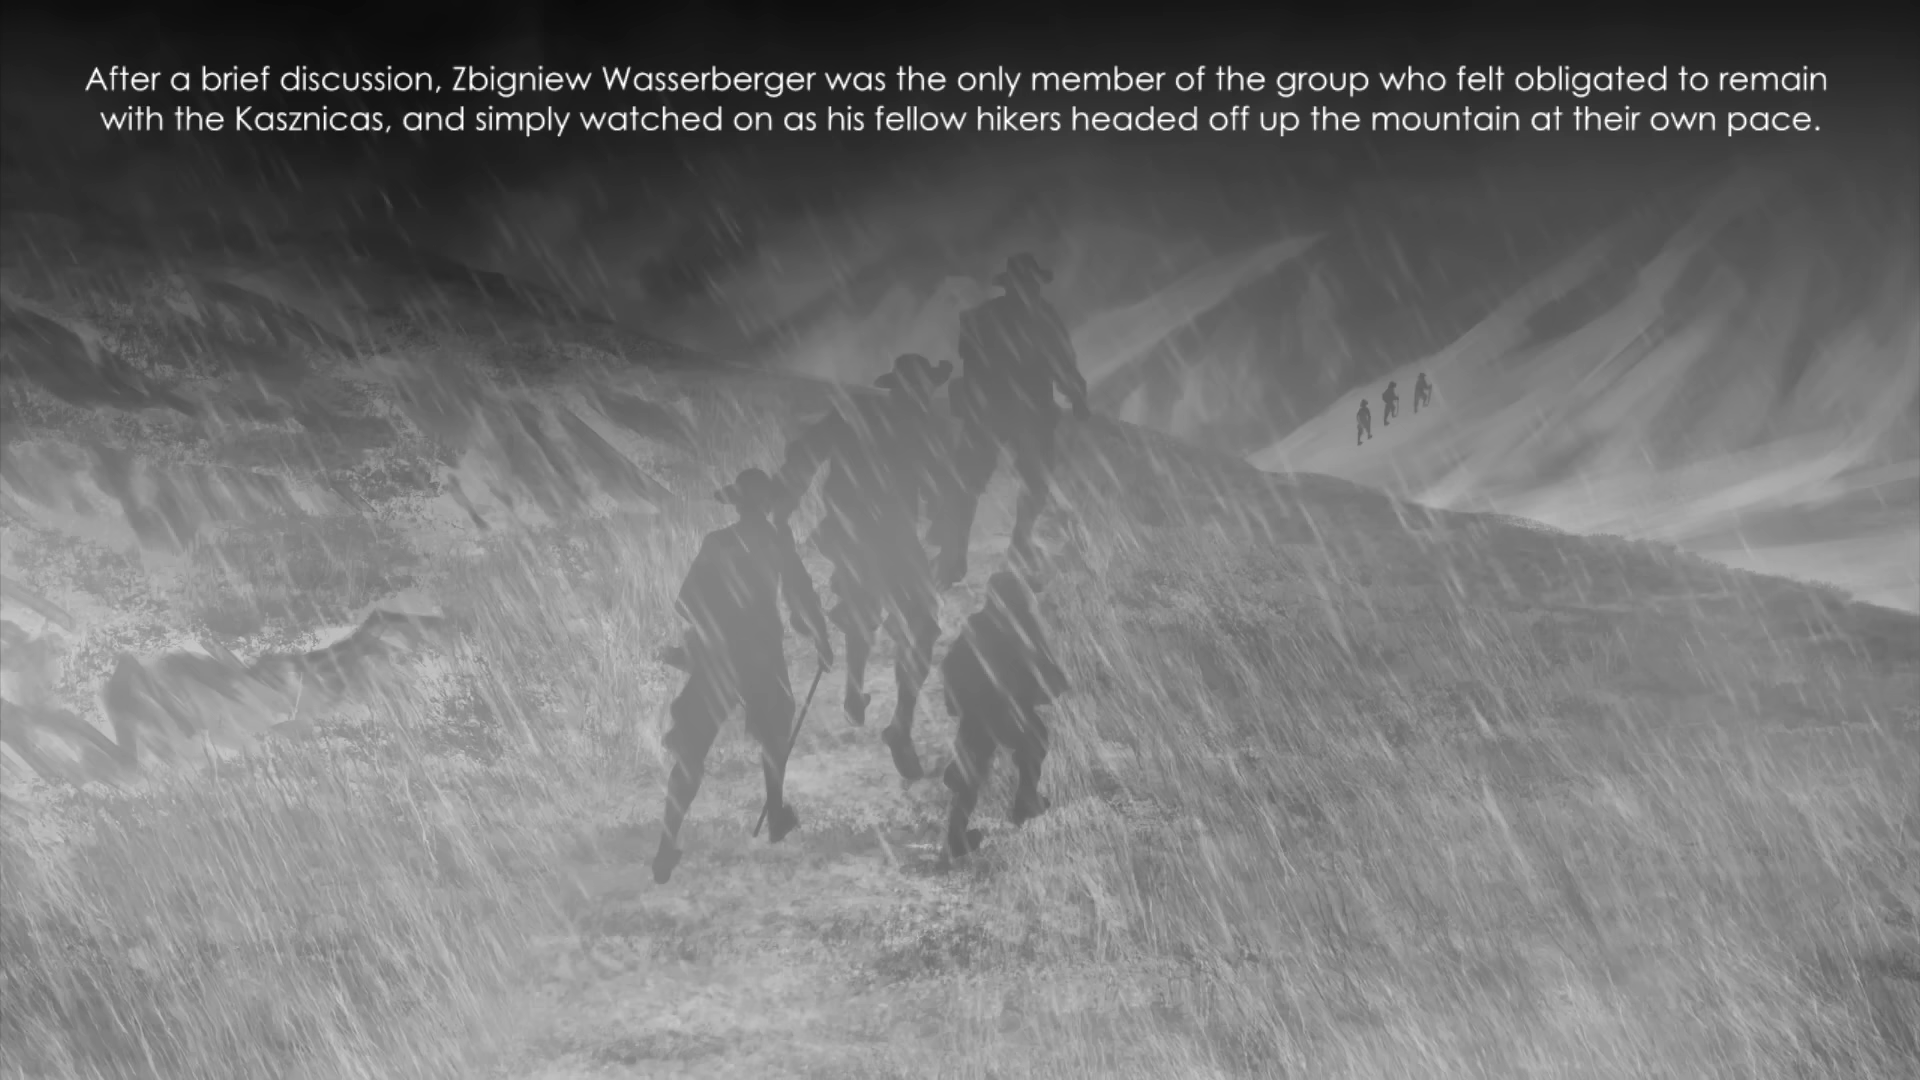 After a brief discussion, Zbigniew Wasserberger was the only member of the group who felt obligated to remain
with the Kasznicas, and simply watched on as his fellow hikers headed off up the mountain at their own pace.